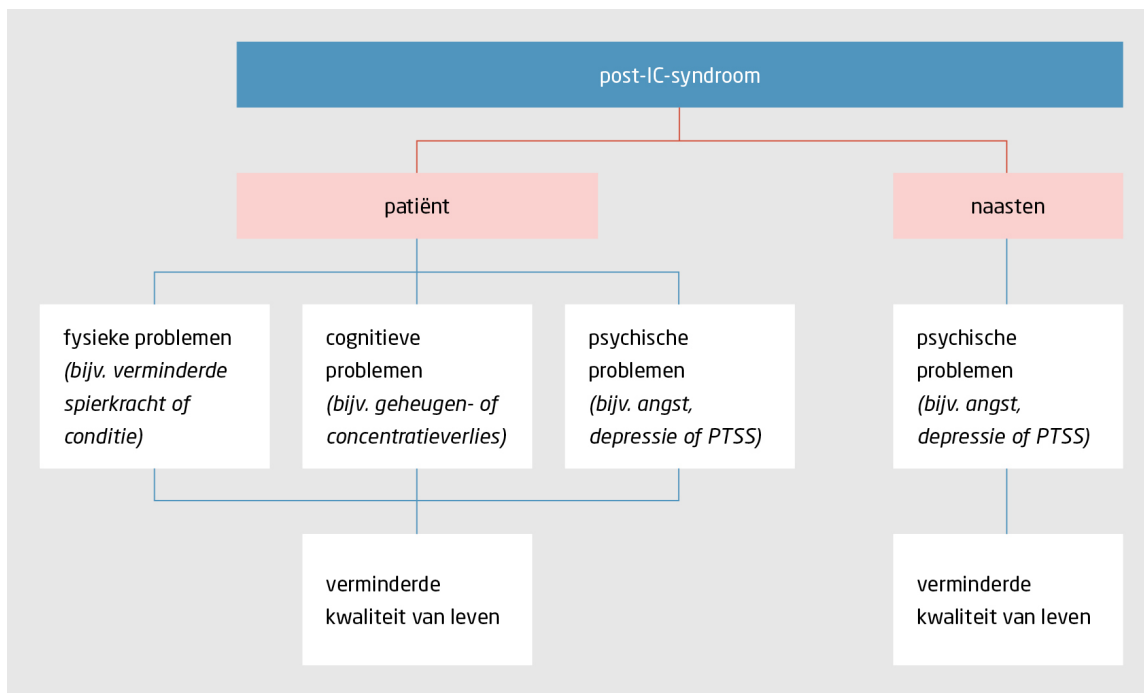 post-IC-syndroom
patiënt
naasten
fysieke problemen
(bijv. verminderde
spierkracht of
conditie)
cognitieve
problemen
(bijv. geheugen- of
concentratieverlies)
psychische
problemen
(bijv. angst,
depressie of PTSS)
psychische
problemen
(bijv. angst,
depressie of PTSS)
verminderde
kwaliteit van leven
verminderde
kwaliteit van leven